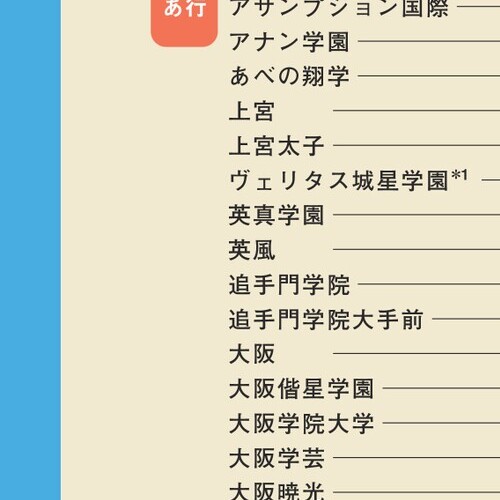 あ行
アサンプション国際
アナン学園
あべの翔学
上宮
上宮太子
ヴェリタス城星学園*1
英真学園
英風
追手門学院
追手門学院大手前
大阪
大阪偕星学園
大阪学院大学
大阪学芸
大阪暁光